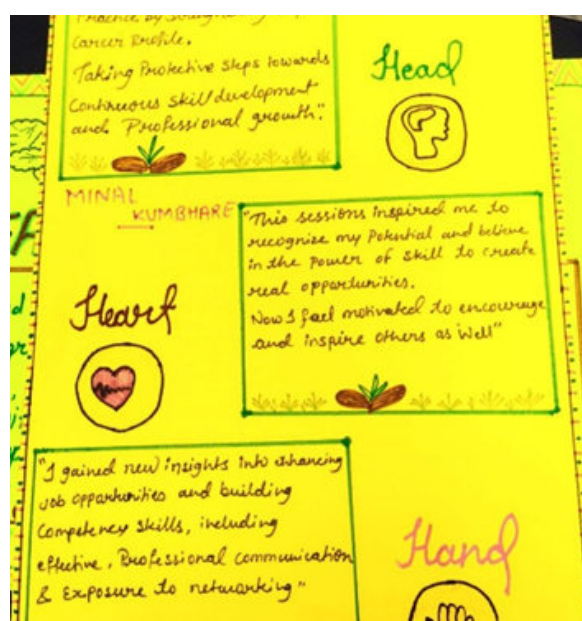 Practice by
Career Profile.
Taking Protective steps towards
Continuous skill development
and Professional growth."
Head
MINAL
KUMBHARE
"This sessions inspired me to
recognize my Potential and believe
in the power of skill to create
real opportunities.
Now I feel motivated to encourage
and inspire others as well"
Heart
"I gained new insights into enhancing
job opportunities and building
Competency skills, including
effective, Professional communication
& Exposure to networking"
Hand